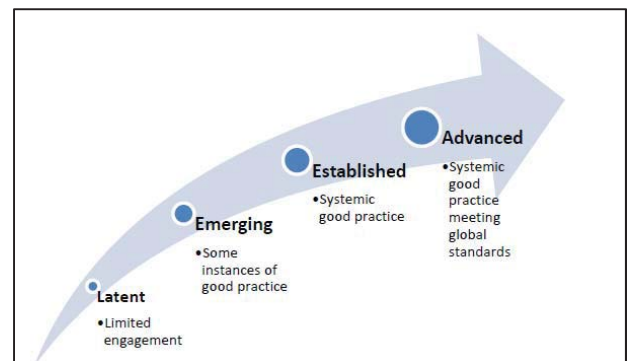 Advanced
•Systemic
good
practice
meeting
global
standards
Established
•Systemic
good practice
Emerging
•Some
instances of
good practice
Latent
•Limited
engagement